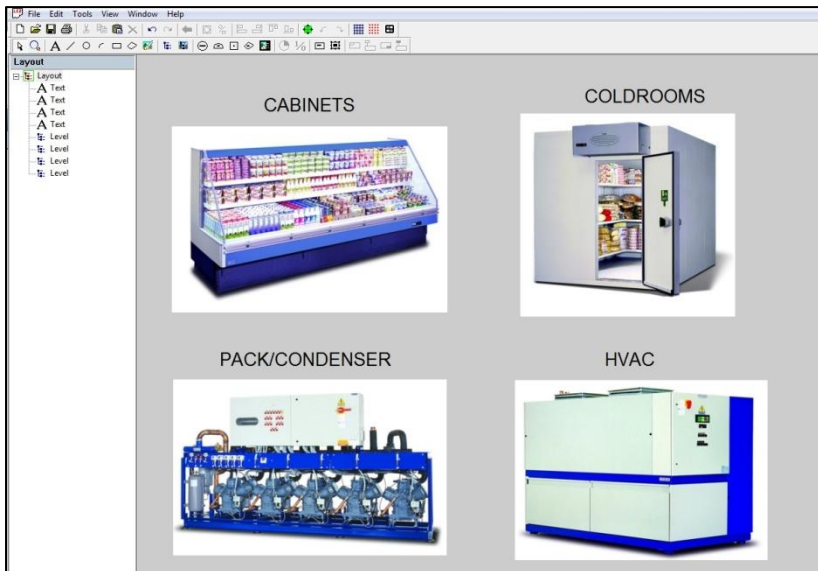 File Edit Tools View Window Help
Layout
Layout
Text
Text
Text
Text
Level
Level
Level
Level
CABINETS
COLDROOMS
PACK/CONDENSER
HVAC